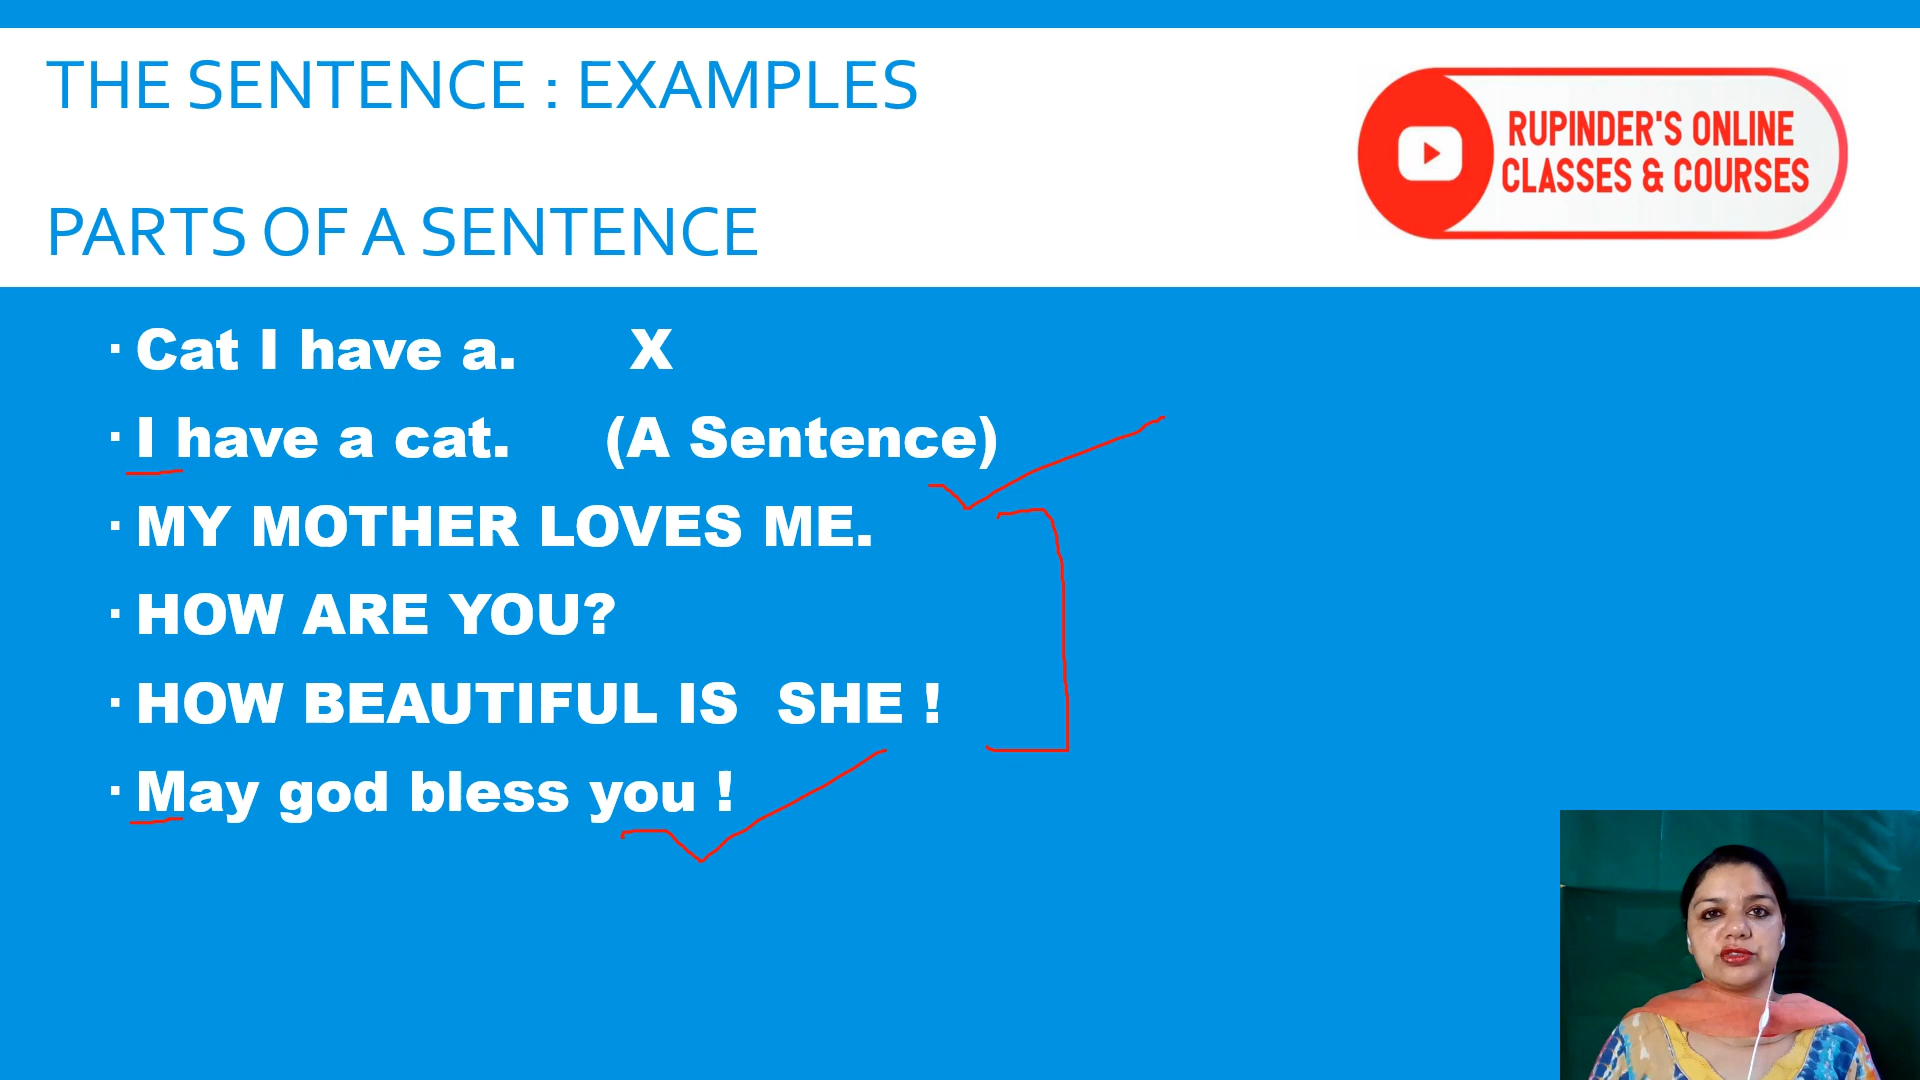 THE SENTENCE : EXAMPLES
PARTS OF A SENTENCE
RUPINDER'S ONLINE
CLASSES & COURSES
· Cat I have a. X
· I have a cat. (A Sentence)
· MY MOTHER LOVES ME.
· HOW ARE YOU?
· HOW BEAUTIFUL IS SHE !
· May god bless you !